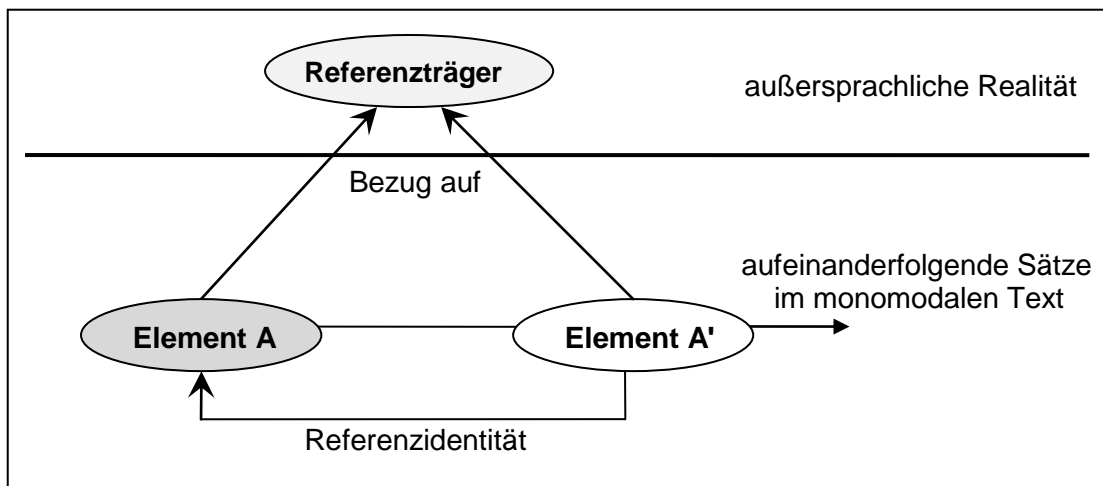 Referenzträger
außersprachliche Realität
Bezug auf
aufeinanderfolgende Sätze
im monomodalen Text
Element A
Element A'
Referenzidentität